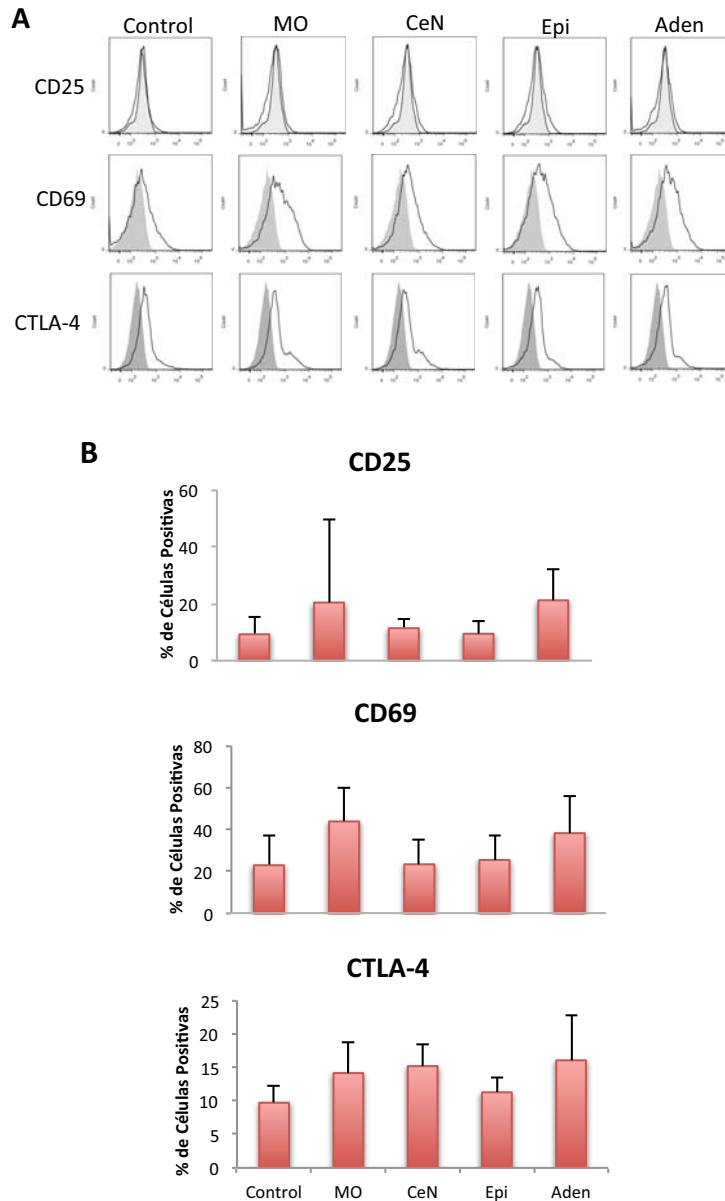 A
Control MO CeN Epi Aden
CD25
CD69
CTLA-4
B
CD25
% de Células Positivas
60
40
20
0
CD69
% de Células Positivas
80
60
40
20
0
CTLA-4
% de Células Positivas
25
20
15
10
5
0
Control MO CeN Epi Aden